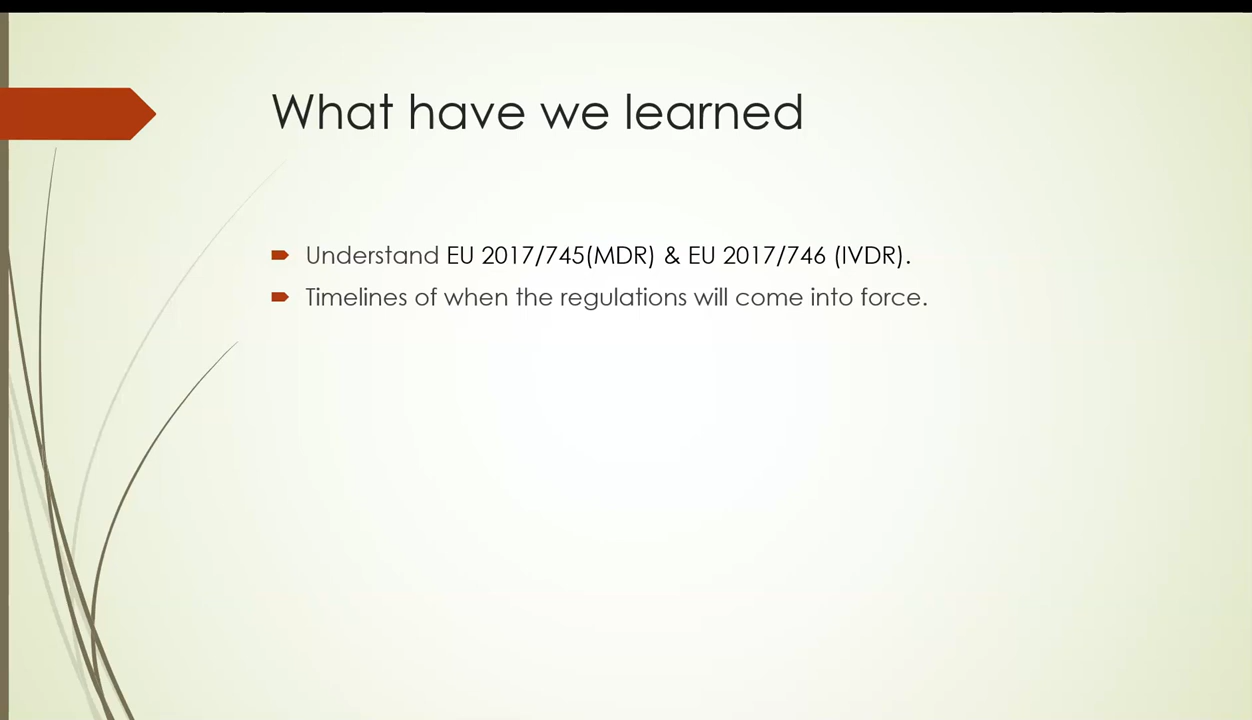 What have we learned
Understand EU 2017/745(MDR) & EU 2017/746 (IVDR).
Timelines of when the regulations will come into force.